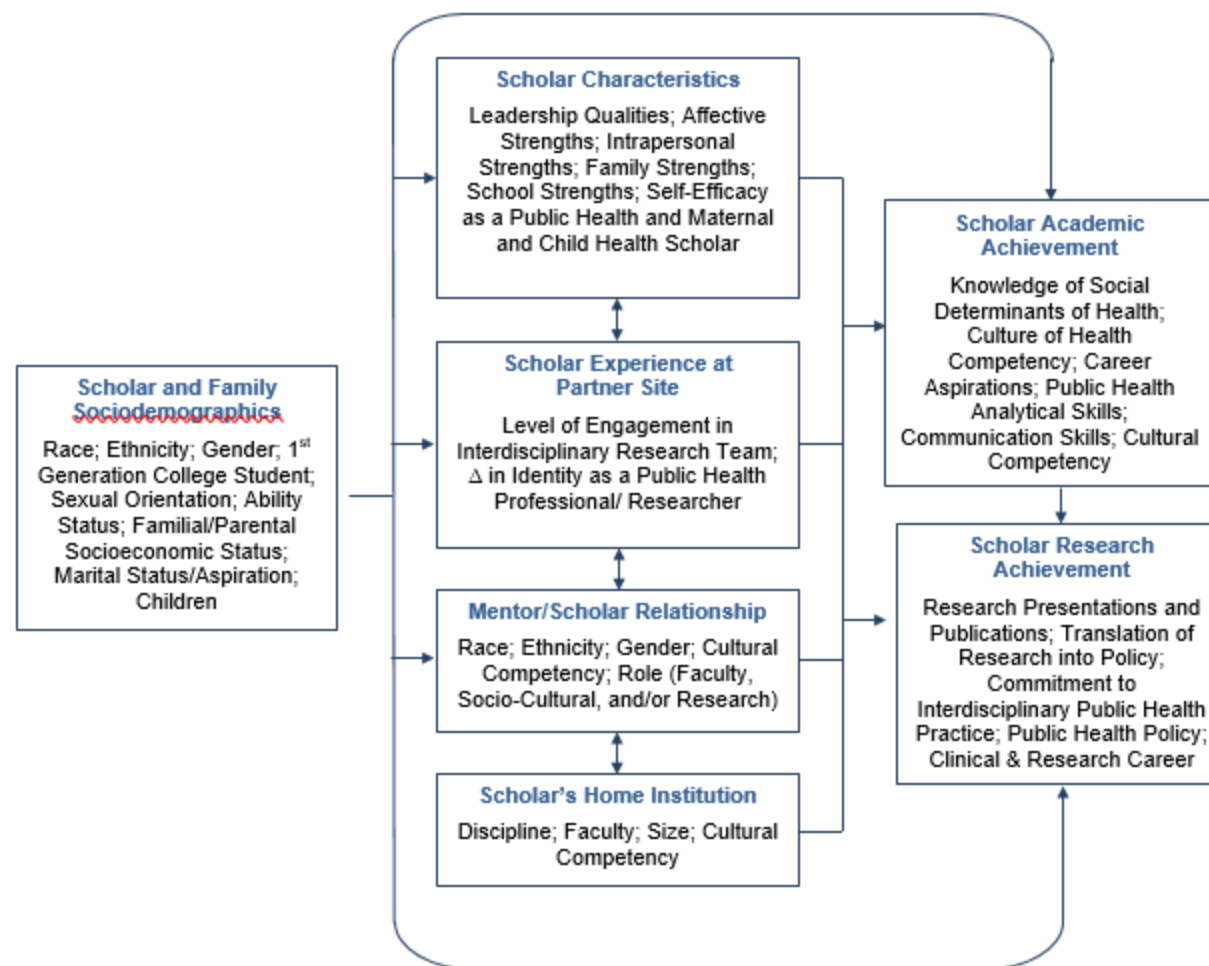 Scholar Characteristics
Leadership Qualities; Affective
Strengths; Intrapersonal
Strengths; Family Strengths;
School Strengths; Self-Efficacy
as a Public Health and Maternal
and Child Health Scholar
Scholar and Family
Sociodemographics
Race; Ethnicity; Gender; 1st
Generation College Student;
Sexual Orientation; Ability
Status; Familial/Parental
Socioeconomic Status;
Marital Status/Aspiration;
Children
Scholar Experience at
Partner Site
Level of Engagement in
Interdisciplinary Research Team;
Δ in Identity as a Public Health
Professional/ Researcher
Mentor/Scholar Relationship
Race; Ethnicity; Gender; Cultural
Competency; Role (Faculty,
Socio-Cultural, and/or Research)
Scholar's Home Institution
Discipline; Faculty; Size; Cultural
Competency
Scholar Academic
Achievement
Knowledge of Social
Determinants of Health;
Culture of Health
Competency; Career
Aspirations; Public Health
Analytical Skills;
Communication Skills; Cultural
Competency
Scholar Research
Achievement
Research Presentations and
Publications; Translation of
Research into Policy;
Commitment to
Interdisciplinary Public Health
Practice; Public Health Policy;
Clinical & Research Career